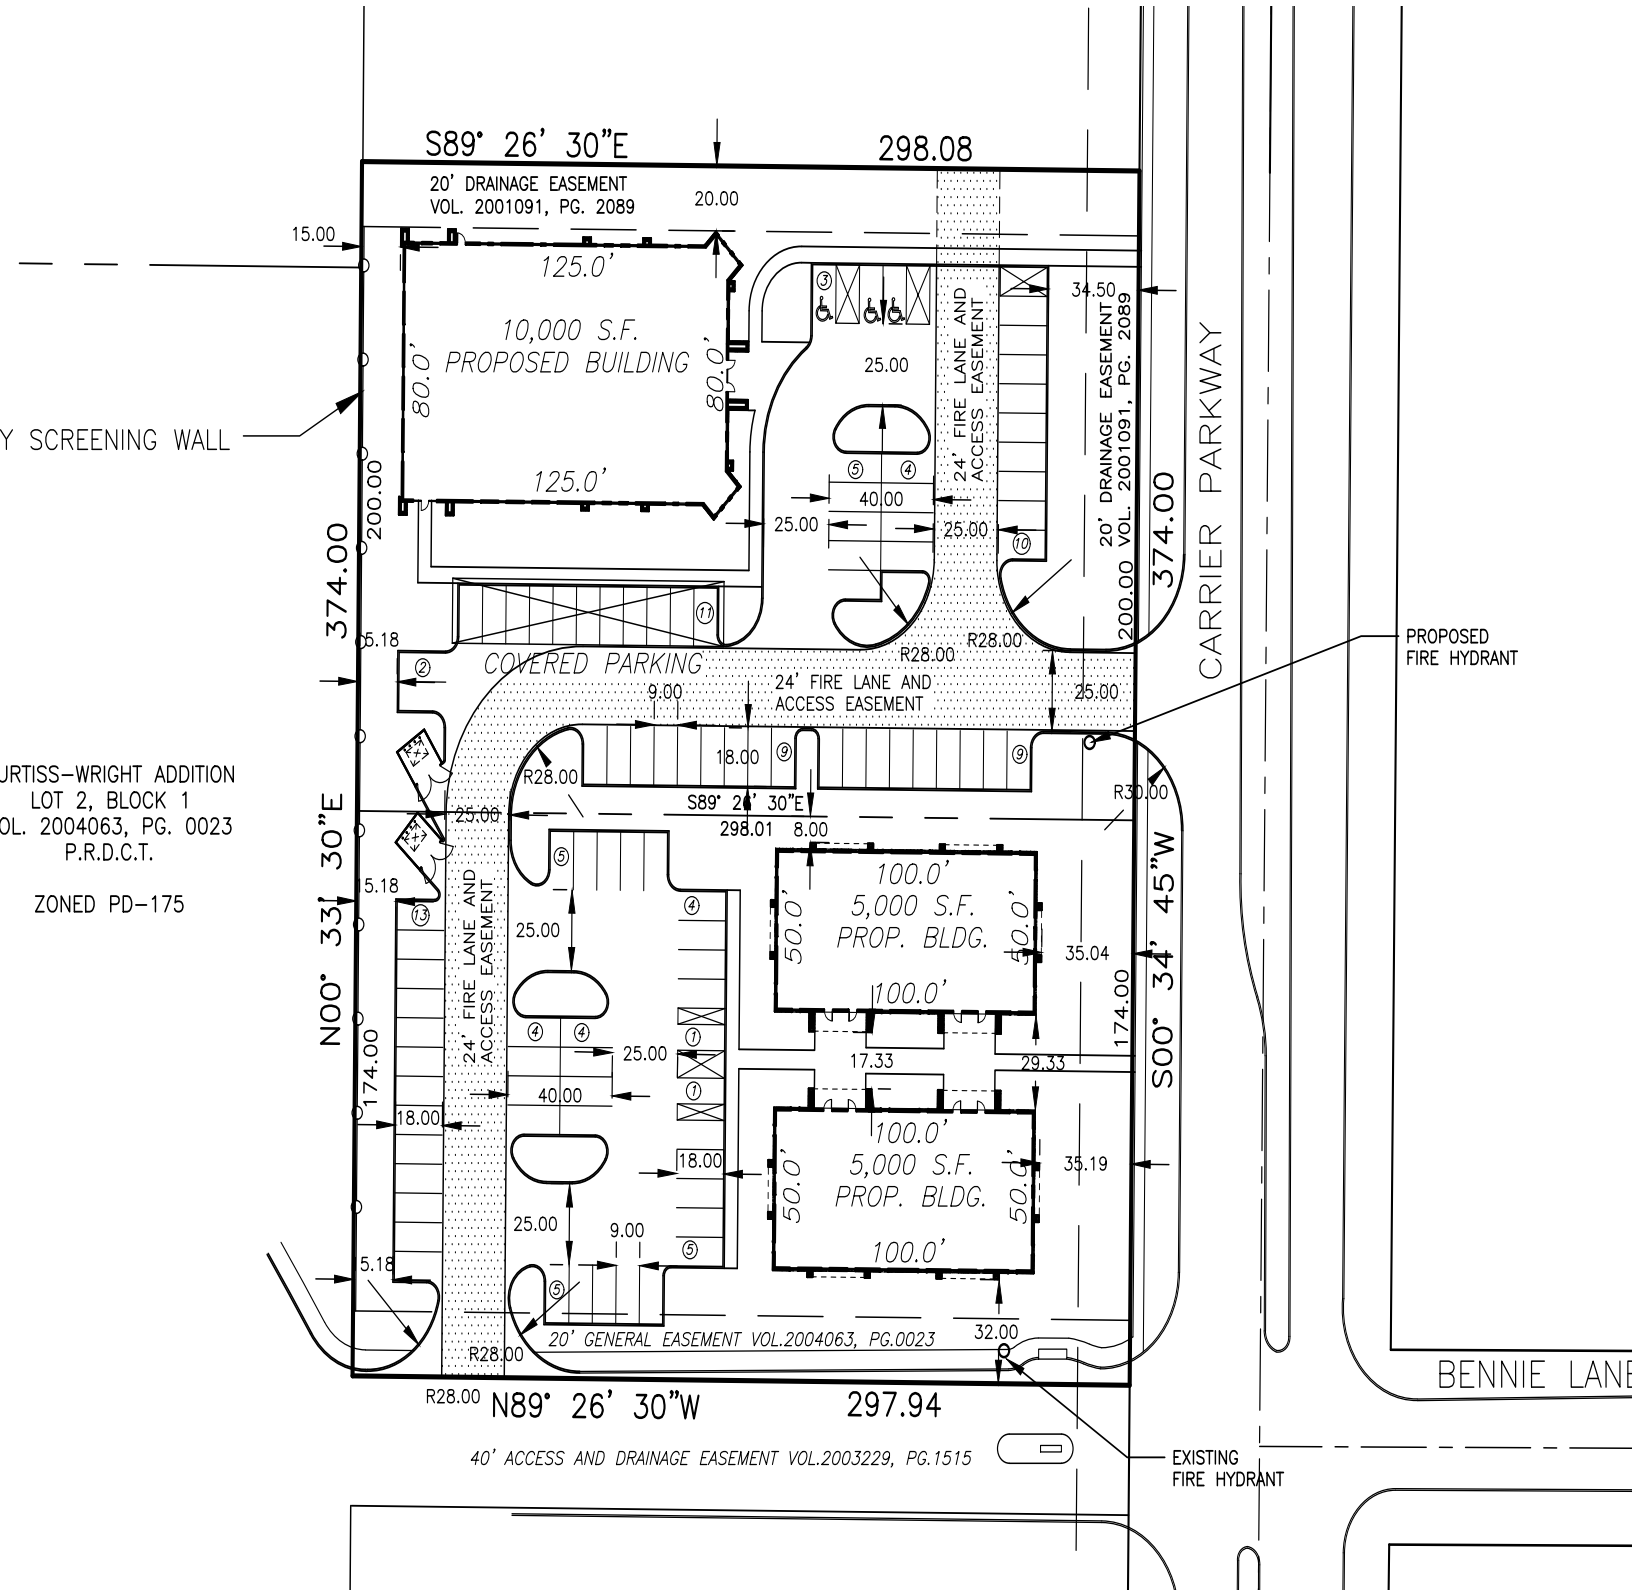 S89° 26' 30"E
298.08
20' DRAINAGE EASEMENT
VOL. 2001091, PG. 2089
20.00
15.00
125.0'
10,000 S.F.
PROPOSED BUILDING
80.0'
80.0'
125.0'
3
34.50
25.00
24' FIRE LANE AND
ACCESS EASEMENT
20' DRAINAGE EASEMENT
VOL. 2001091, PG. 2089
CARRIER PARKWAY
Y SCREENING WALL
5
4
40.00
25.00
25.00
10
200.00
374.00
200.00
374.00
11
5.18
2
COVERED PARKING
R28.00
R28.00
PROPOSED
FIRE HYDRANT
24' FIRE LANE AND
ACCESS EASEMENT
9.00
25.00
18.00
9
9
R28.00
R30.00
URTISS-WRIGHT ADDITION
LOT 2, BLOCK 1
OL. 2004063, PG. 0023
P.R.D.C.T.
ZONED PD-175
S89° 26' 30"E
298.01
8.00
25.00
N00° 33' 30"E
S00° 34' 45"W
5
15.18
13
4
25.00
100.0'
5,000 S.F.
PROP. BLDG.
50.0'
50.0'
100.0'
35.04
174.00
24' FIRE LANE AND
ACCESS EASEMENT
4
4
1
25.00
17.33
29.33
174.00
1
40.00
18.00
100.0'
5,000 S.F.
PROP. BLDG.
50.0'
50.0'
100.0'
18.00
35.19
25.00
9.00
5
5.18
5
32.00
20' GENERAL EASEMENT VOL.2004063, PG.0023
R28.00
R28.00
N89° 26' 30"W
297.94
BENNIE LANE
40' ACCESS AND DRAINAGE EASEMENT VOL.2003229, PG.1515
EXISTING
FIRE HYDRANT